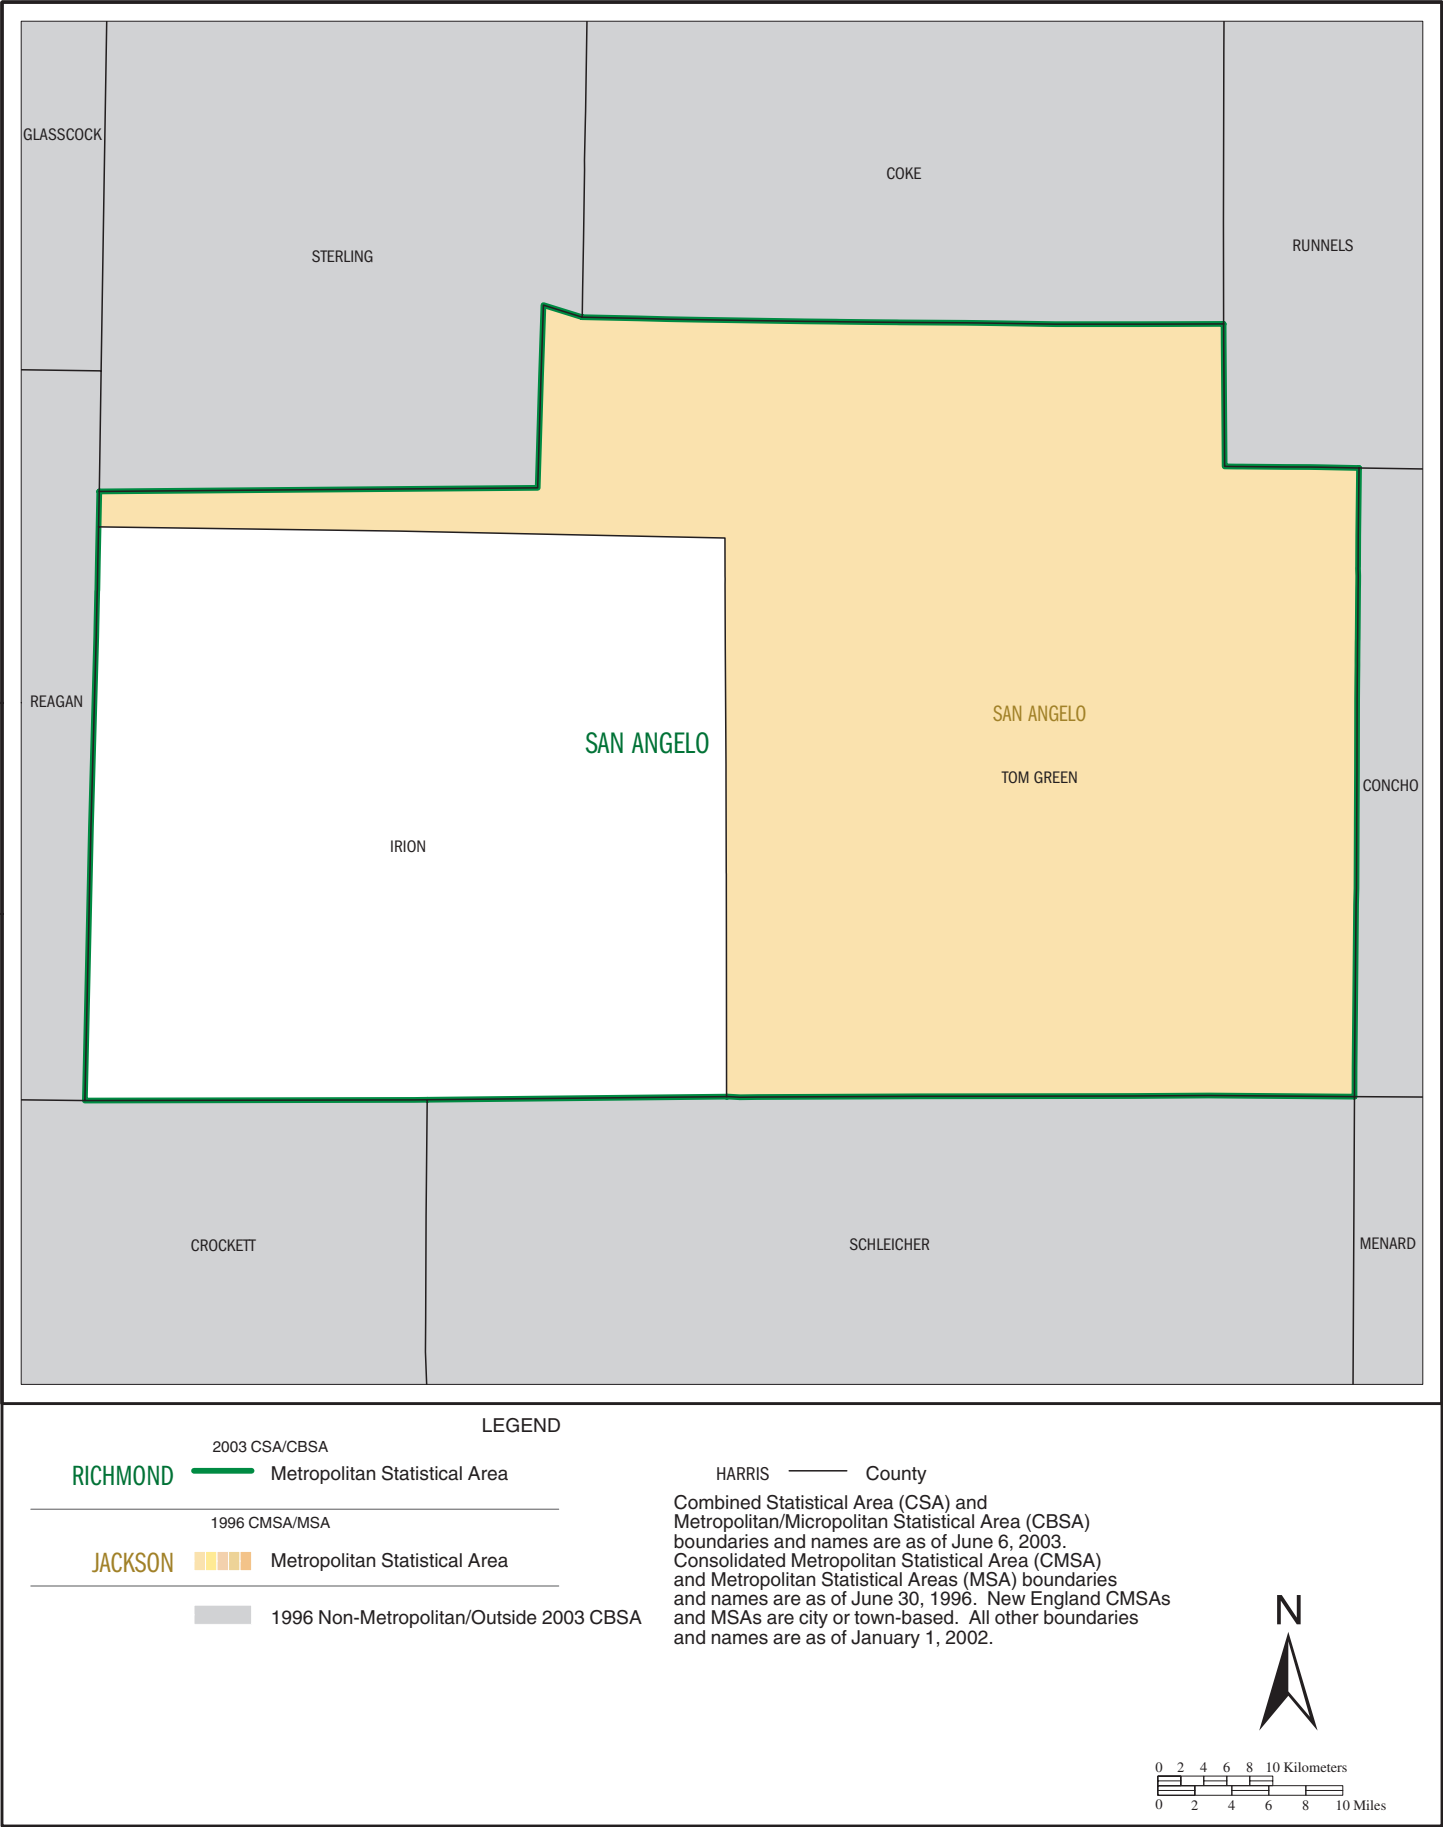 GLASSCOCK
COKE
RUNNELS
STERLING
REAGAN
SAN ANGELO
SAN ANGELO
TOM GREEN
CONCHO
IRION
CROCKETT
SCHLEICHER
MENARD
LEGEND
2003 CSA/CBSA
RICHMOND Metropolitan Statistical Area
1996 CMSA/MSA
JACKSON Metropolitan Statistical Area
1996 Non-Metropolitan/Outside 2003 CBSA
HARRIS County
Combined Statistical Area (CSA) and
Metropolitan/Micropolitan Statistical Area (CBSA)
boundaries and names are as of June 6, 2003.
Consolidated Metropolitan Statistical Area (CMSA)
and Metropolitan Statistical Areas (MSA) boundaries
and names are as of June 30, 1996. New England CMSAs
and MSAs are city or town-based. All other boundaries
and names are as of January 1, 2002.
N
0 2 4 6 8 10 Kilometers
0 2 4 6 8 10 Miles